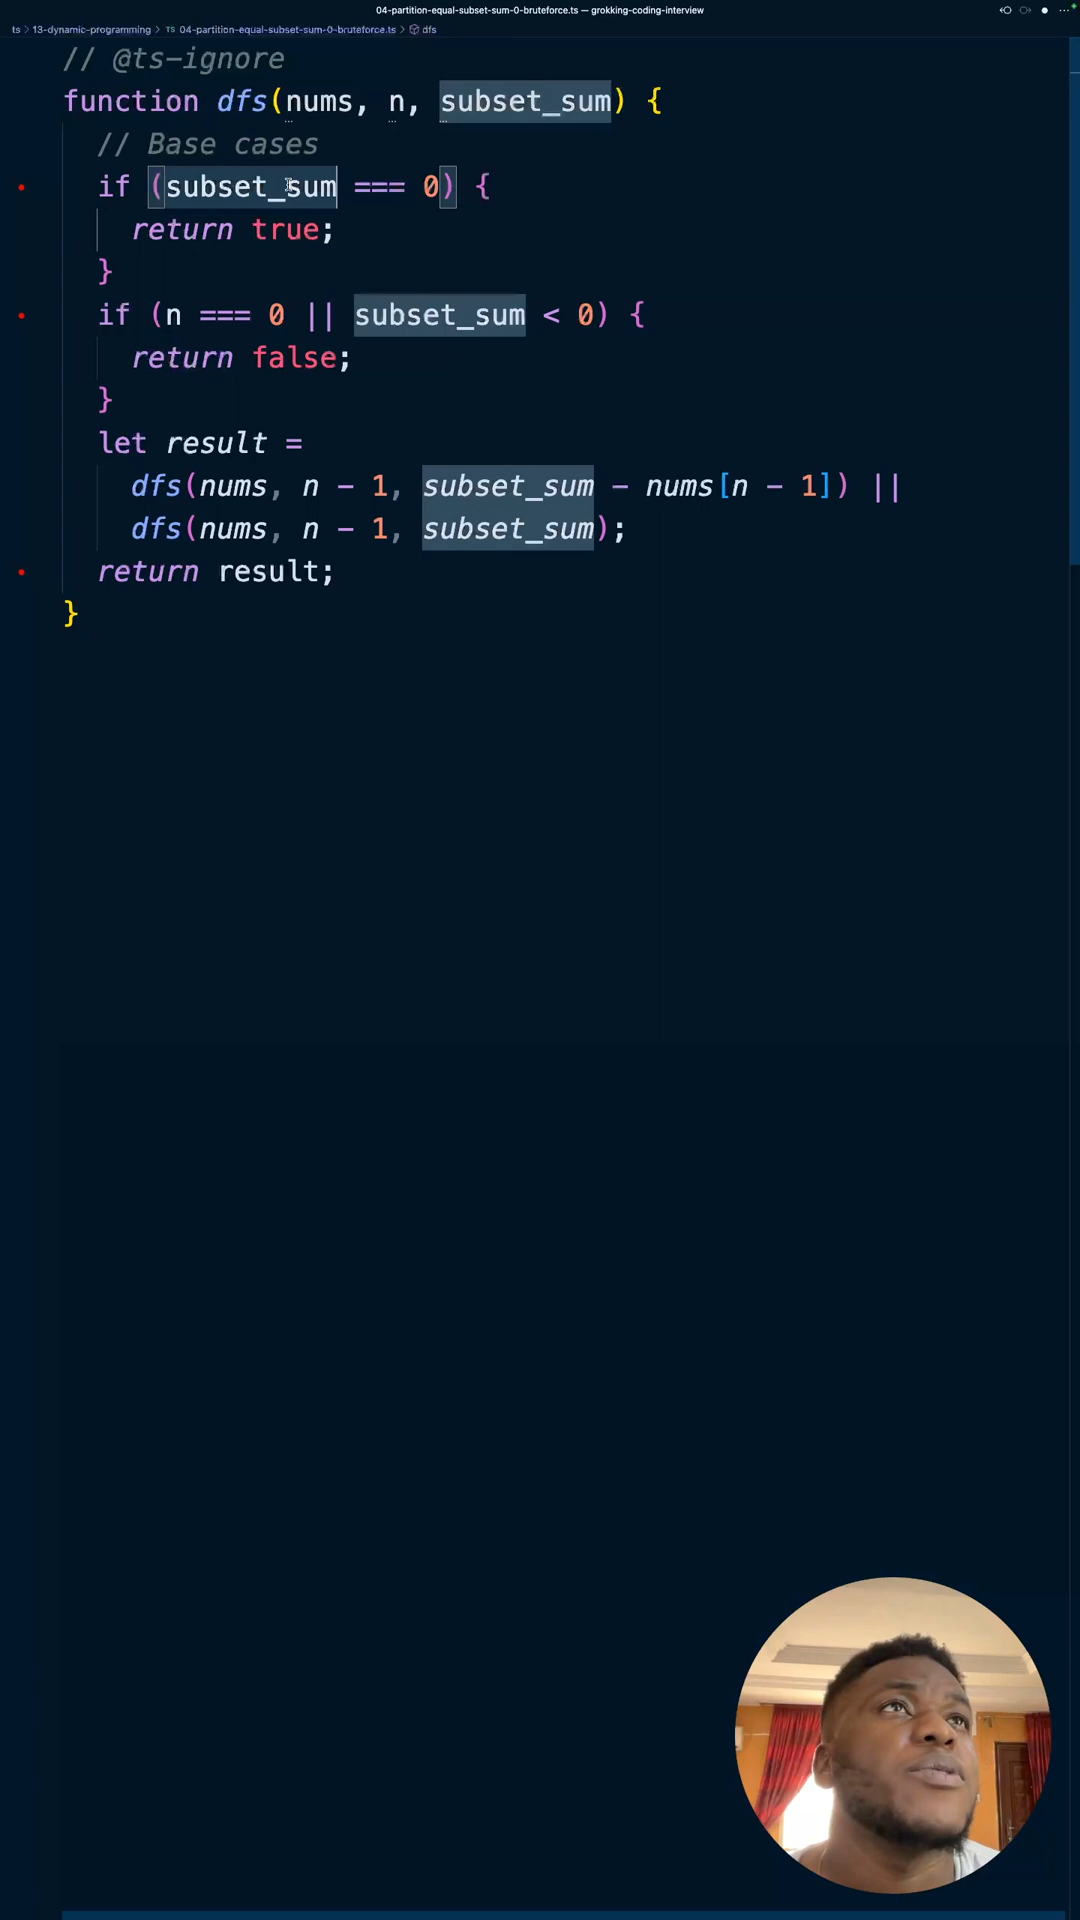 04-partition-equal-subset-sum-0-bruteforce.ts — grokking-coding-interview
ts > 13-dynamic-programming > TS 04-partition-equal-subset-sum-0-bruteforce.ts > dfs
// @ts-ignore
function dfs(nums, n, subset_sum) {
// Base cases
if (subset_sum === 0) {
return true;
}
if (n === 0 || subset_sum < 0) {
return false;
}
let result =
dfs(nums, n - 1, subset_sum - nums[n - 1]) ||
dfs(nums, n - 1, subset_sum);
return result;
}